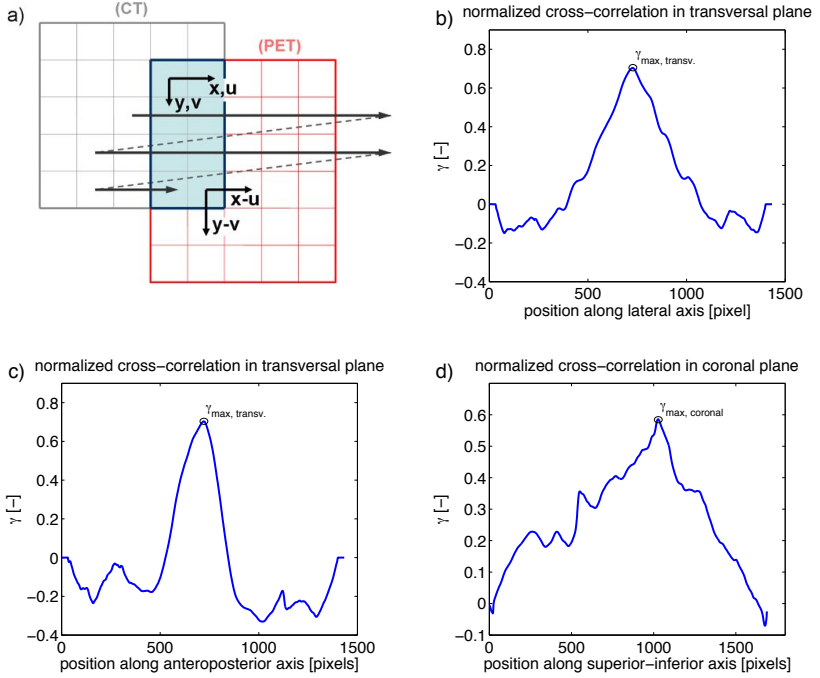 a)
(CT)
(PET)
x,u
y,v
x-u
y-v
b)
normalized cross-correlation in transversal plane
γmax, transv.
γ [-]
0.8
0.6
0.4
0.2
0
-0.2
-0.4
0
500
1000
1500
position along lateral axis [pixel]
c)
normalized cross-correlation in transversal plane
γmax, transv.
γ [-]
0.8
0.6
0.4
0.2
0
-0.2
-0.4
0
500
1000
1500
position along anteroposterior axis [pixels]
d)
normalized cross-correlation in coronal plane
γmax, coronal
γ [-]
0.6
0.5
0.4
0.3
0.2
0.1
0
-0.1
0
500
1000
1500
position along superior-inferior axis [pixels]